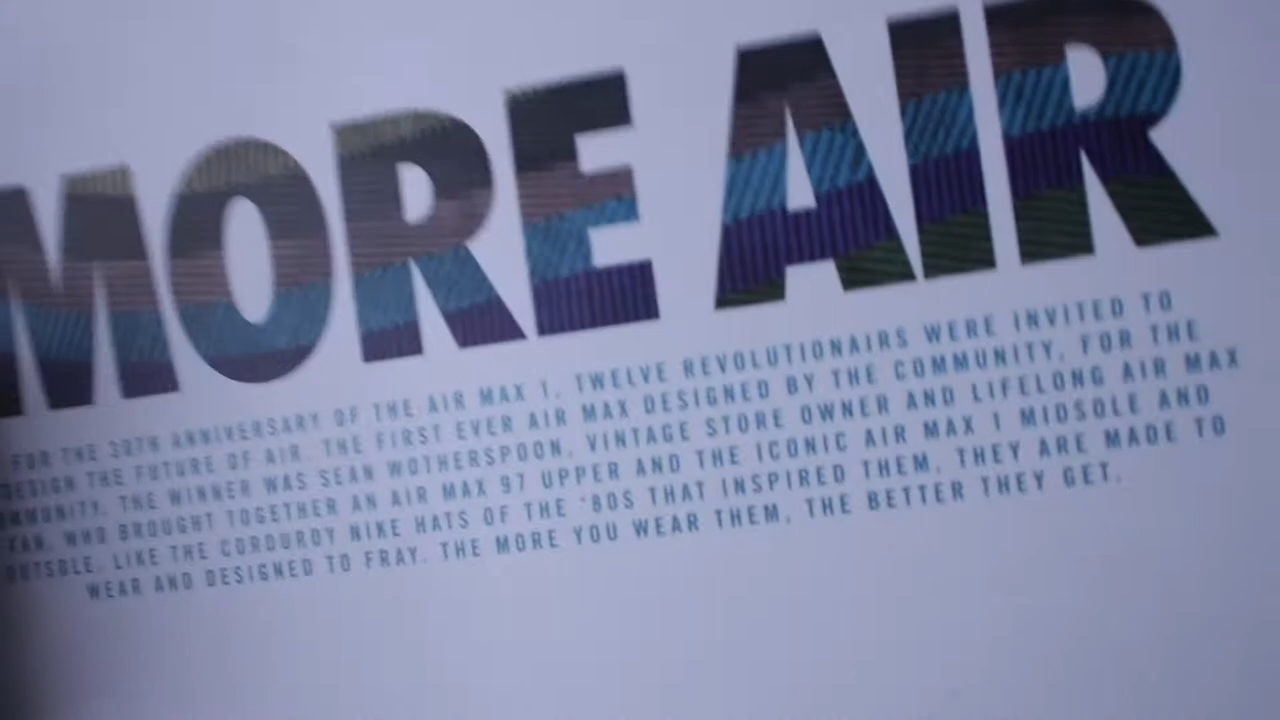 MORE AIR
FOR THE 30TH ANNIVERSARY OF THE AIR MAX 1, TWELVE REVOLUTIONAIRS WERE INVITED TO
DESIGN THE FUTURE OF AIR. THE FIRST EVER AIR MAX DESIGNED BY THE COMMUNITY, FOR THE
COMMUNITY, THE WINNER WAS SEAN WOTHERSPOON, VINTAGE STORE OWNER AND LIFELONG AIR MAX
FAN, WHO BROUGHT TOGETHER AN AIR MAX 97 UPPER AND THE ICONIC AIR MAX 1 MIDSOLE AND
OUTSOLE. LIKE THE CORDUROY NIKE HATS OF THE '80S THAT INSPIRED THEM, THEY ARE MADE TO
WEAR AND DESIGNED TO FRAY. THE MORE YOU WEAR THEM, THE BETTER THEY GET.